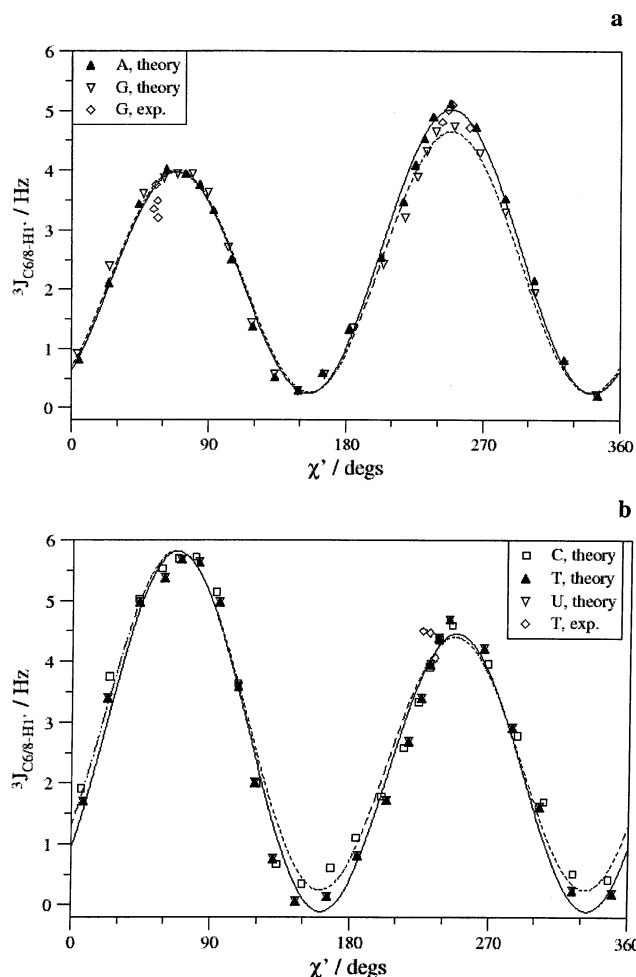 a
6
5
4
3
2
1
0
³J_C6/8-H1' / Hz
▲ A, theory
▽ G, theory
◇ G, exp.
0 90 180 270 360
χ' / degs
b
6
5
4
3
2
1
0
³J_C6/8-H1' / Hz
□ C, theory
▲ T, theory
▽ U, theory
◇ T, exp.
0 90 180 270 360
χ' / degs